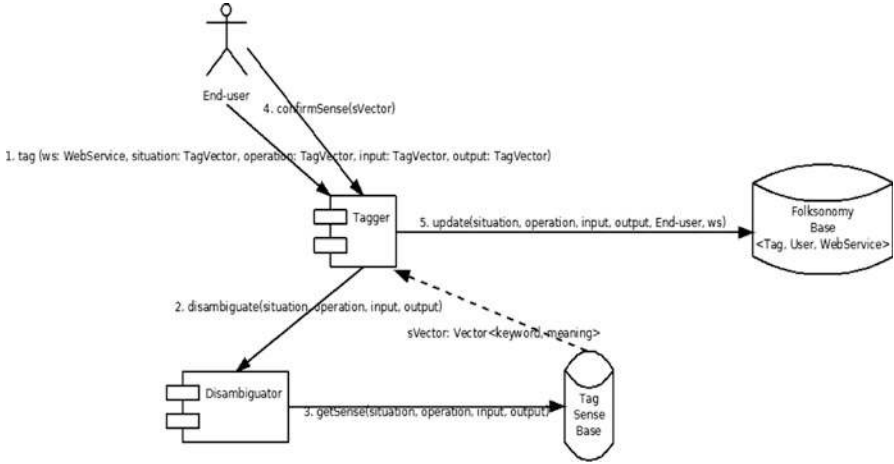 End-user
4. confirmSense(sVector)
1. tag (ws: WebService, situation: TagVector, operation: TagVector, input: TagVector, output: TagVector)
Tagger
5. update(situation, operation, input, output, End-user, ws)
Folksonomy
Base
<Tag, User, WebService>
2. disambiguate(situation, operation, input, output)
sVector: Vector<keyword, meaning>
Disambiguator
3. getSense(situation, operation, input, output)
Tag
Sense
Base